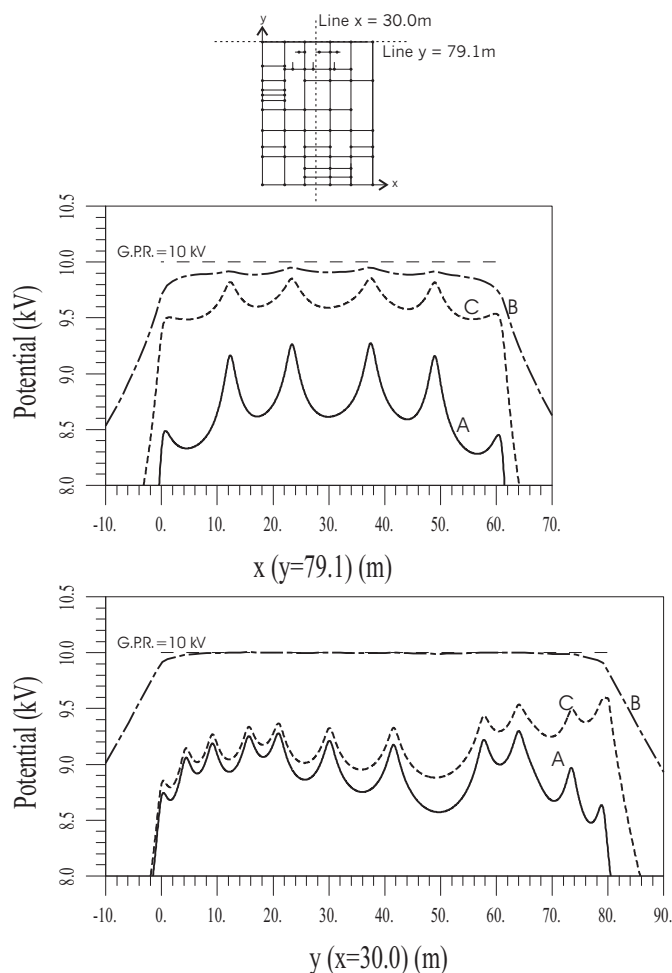 y
Line x = 30.0m
Line y = 79.1m
x
10.5
G.P.R.=10 kV
10.0
C B
9.5
9.0
A
8.5
8.0
Potential (kV)
-10. 0. 10. 20. 30. 40. 50. 60. 70.
x (y=79.1) (m)
10.5
G.P.R.=10 kV
10.0
C B
9.5
A
9.0
8.5
8.0
Potential (kV)
-10. 0. 10. 20. 30. 40. 50. 60. 70. 80. 90.
y (x=30.0) (m)